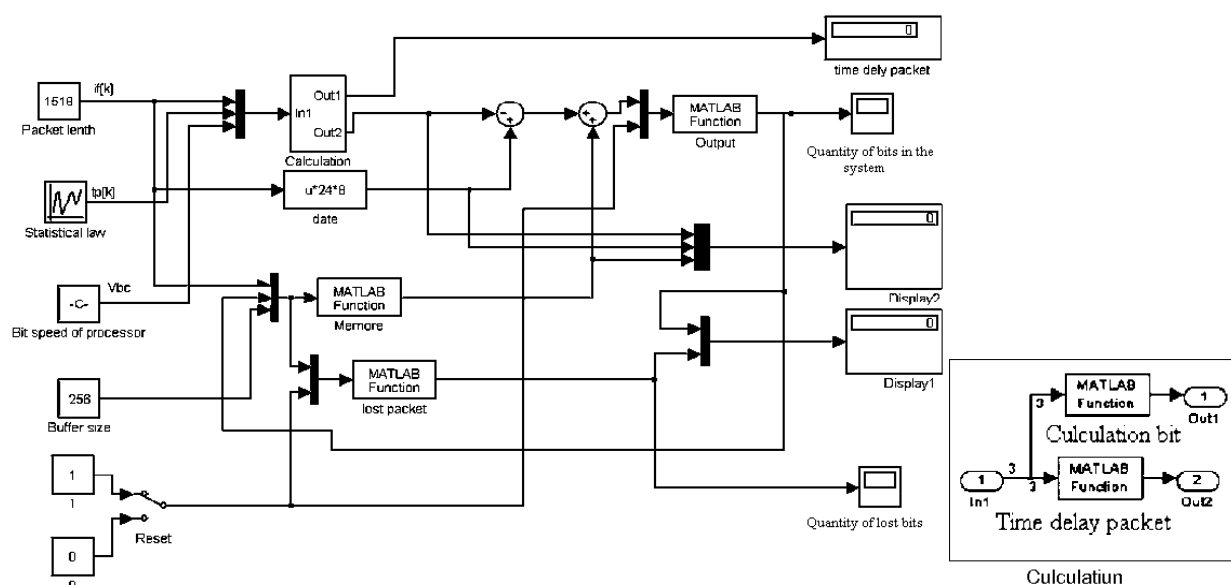 0
time dely packet
if[k]
1518
Packet lenth
In1
Out1
Out2
Calculation
MATLAB
Function
Output
Quantity of bits in the
system
tp[k]
Statistical law
u*24*8
date
0
Display2
Vbc
-C-
Bit speed of processor
MATLAB
Function
Memore
0
Display1
256
Buffer size
MATLAB
Function
lost packet
1
1
Reset
0
Quantity of lost bits
MATLAB
Function
3
1
Out1
Culculation bit
1
In1
3
3
MATLAB
Function
2
Out2
Time delay packet
Culculatiun